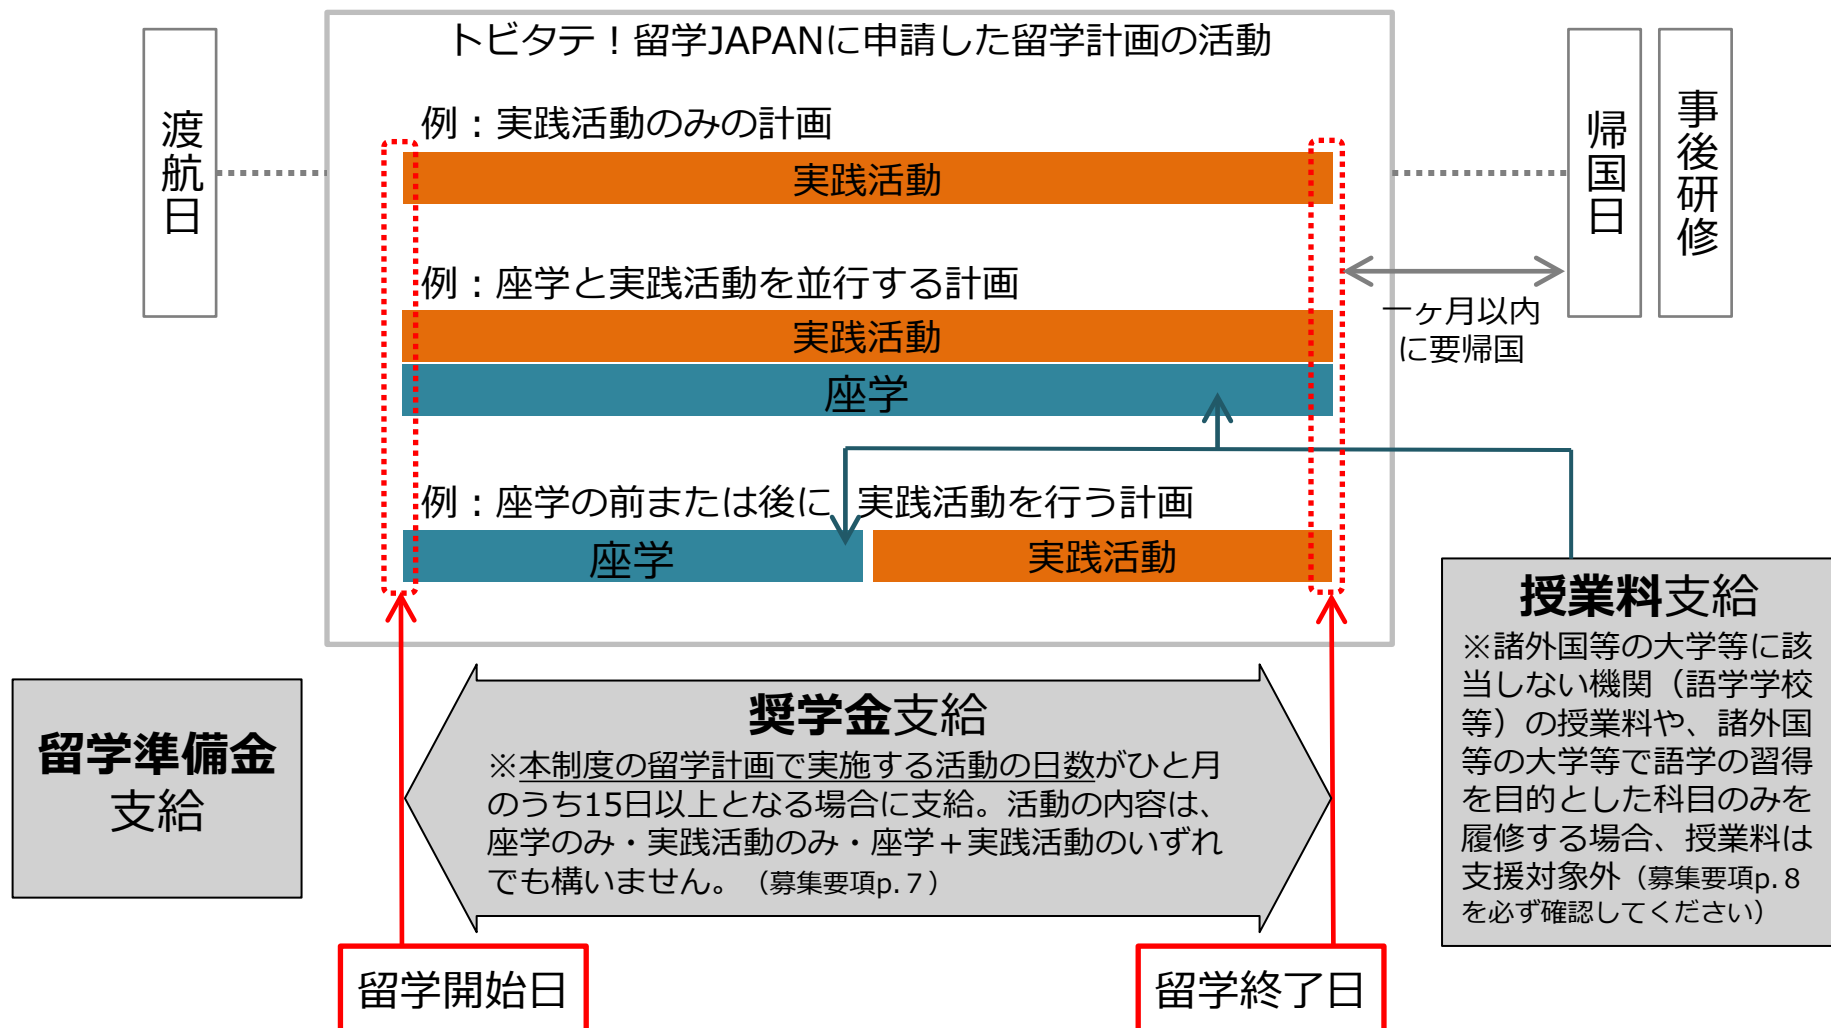 トビタテ！留学JAPANに申請した留学計画の活動
渡航日
例：実践活動のみの計画
実践活動
例：座学と実践活動を並行する計画
実践活動
座学
例：座学の前または後に 実践活動を行う計画
座学
実践活動
帰国日
事後研修
一ヶ月以内
に要帰国
留学準備金
支給
奨学金支給
※本制度の留学計画で実施する活動の日数がひと月
のうち15日以上となる場合に支給。活動の内容は、
座学のみ・実践活動のみ・座学＋実践活動のいずれ
でも構いません。（募集要項p.７）
授業料支給
※諸外国等の大学等に該
当しない機関（語学学校
等）の授業料や、諸外国
等の大学等で語学の習得
を目的とした科目のみを
履修する場合、授業料は
支援対象外（募集要項p.８
を必ず確認してください）
留学開始日
留学終了日